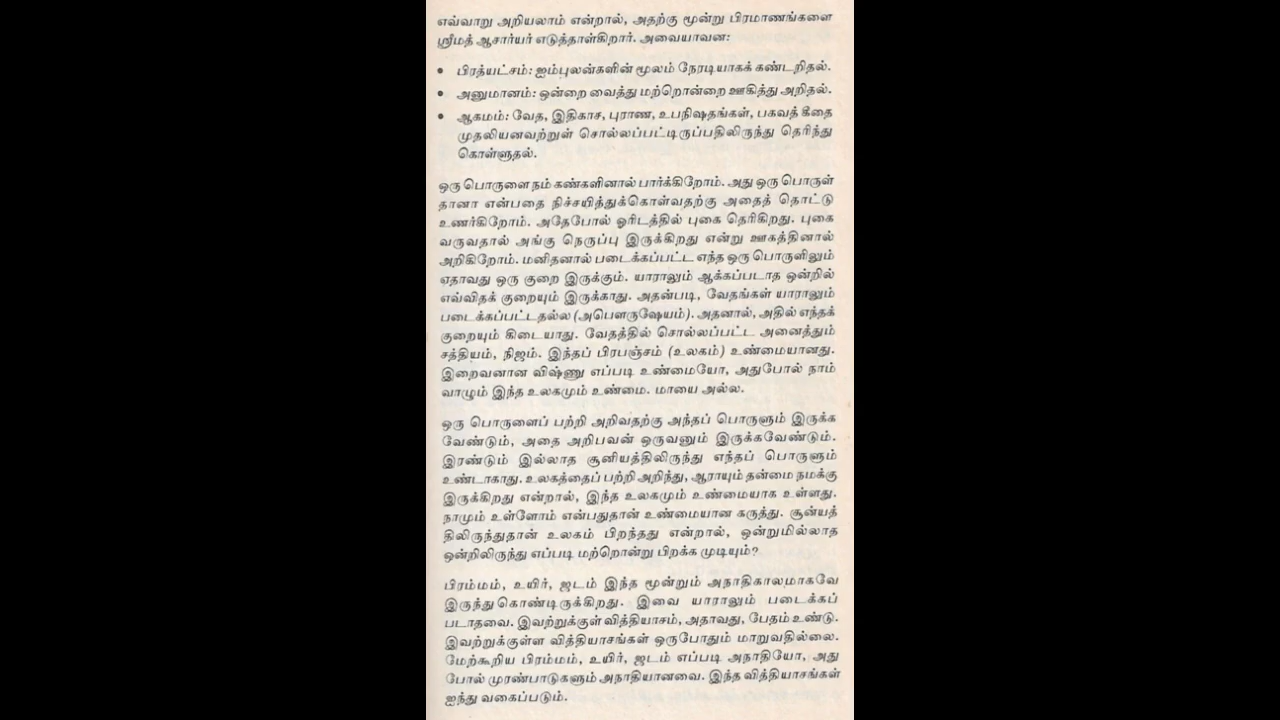 எவ்வாறு அறியலாம் என்றால், அதற்கு மூன்று பிரமாணங்களை
ஸ்ரீமத் ஆசார்யர் எடுத்தாள்கிறார். அவையாவன:
• பிரத்யட்சம்: ஐம்புலன்களின் மூலம் நேரடியாகக் கண்டறிதல்.
• அனுமானம்: ஒன்றை வைத்து மற்றொன்றை ஊகித்து அறிதல்.
• ஆகமம்: வேத, இதிகாச, புராண, உபநிஷதங்கள், பகவத் கீதை
முதலியனவற்றுள் சொல்லப்பட்டிருப்பதிலிருந்து தெரிந்து
கொள்ளுதல்.
ஒரு பொருளை நம் கண்களினால் பார்க்கிறோம். அது ஒரு பொருள்
தானா என்பதை நிச்சயித்துக்கொள்வதற்கு அதைத் தொட்டு
உணர்கிறோம். அதேபோல் ஓரிடத்தில் புகை தெரிகிறது. புகை
வருவதால் அங்கு நெருப்பு இருக்கிறது என்று ஊகத்தினால்
அறிகிறோம். மனிதனால் படைக்கப்பட்ட எந்த ஒரு பொருளிலும்
ஏதாவது ஒரு குறை இருக்கும். யாராலும் ஆக்கப்படாத ஒன்றில்
எவ்விதக் குறையும் இருக்காது. அதன்படி, வேதங்கள் யாராலும்
படைக்கப்பட்டதல்ல (அபௌருஷேயம்). அதனால், அதில் எந்தக்
குறையும் கிடையாது. வேதத்தில் சொல்லப்பட்ட அனைத்தும்
சத்தியம், நிஜம். இந்தப் பிரபஞ்சம் (உலகம்) உண்மையானது.
இறைவனான விஷ்ணு எப்படி உண்மையோ, அதுபோல் நாம்
வாழும் இந்த உலகமும் உண்மை. மாயை அல்ல.
ஒரு பொருளைப் பற்றி அறிவதற்கு அந்தப் பொருளும் இருக்க
வேண்டும், அதை அறிபவன் ஒருவனும் இருக்கவேண்டும்.
இரண்டும் இல்லாத சூனியத்திலிருந்து எந்தப் பொருளும்
உண்டாகாது. உலகத்தைப் பற்றி அறிந்து, ஆராயும் தன்மை நமக்கு
இருக்கிறது என்றால், இந்த உலகமும் உண்மையாக உள்ளது.
நாமும் உள்ளோம் என்பதுதான் உண்மையான கருத்து. சூன்யத்
திலிருந்துதான் உலகம் பிறந்தது என்றால், ஒன்றுமில்லாத
ஒன்றிலிருந்து எப்படி மற்றொன்று பிறக்க முடியும்?
பிரம்மம், உயிர், ஜடம் இந்த மூன்றும் அநாதிகாலமாகவே
இருந்து கொண்டிருக்கிறது. இவை யாராலும் படைக்கப்
படாதவை. இவற்றுக்குள் வித்தியாசம், அதாவது, பேதம் உண்டு.
இவற்றுக்குள்ள வித்தியாசங்கள் ஒருபோதும் மாறுவதில்லை.
மேற்கூறிய பிரம்மம், உயிர், ஜடம் எப்படி அநாதியோ, அது
போல் முரண்பாடுகளும் அநாதியானவை. இந்த வித்தியாசங்கள்
ஐந்து வகைப்படும்.